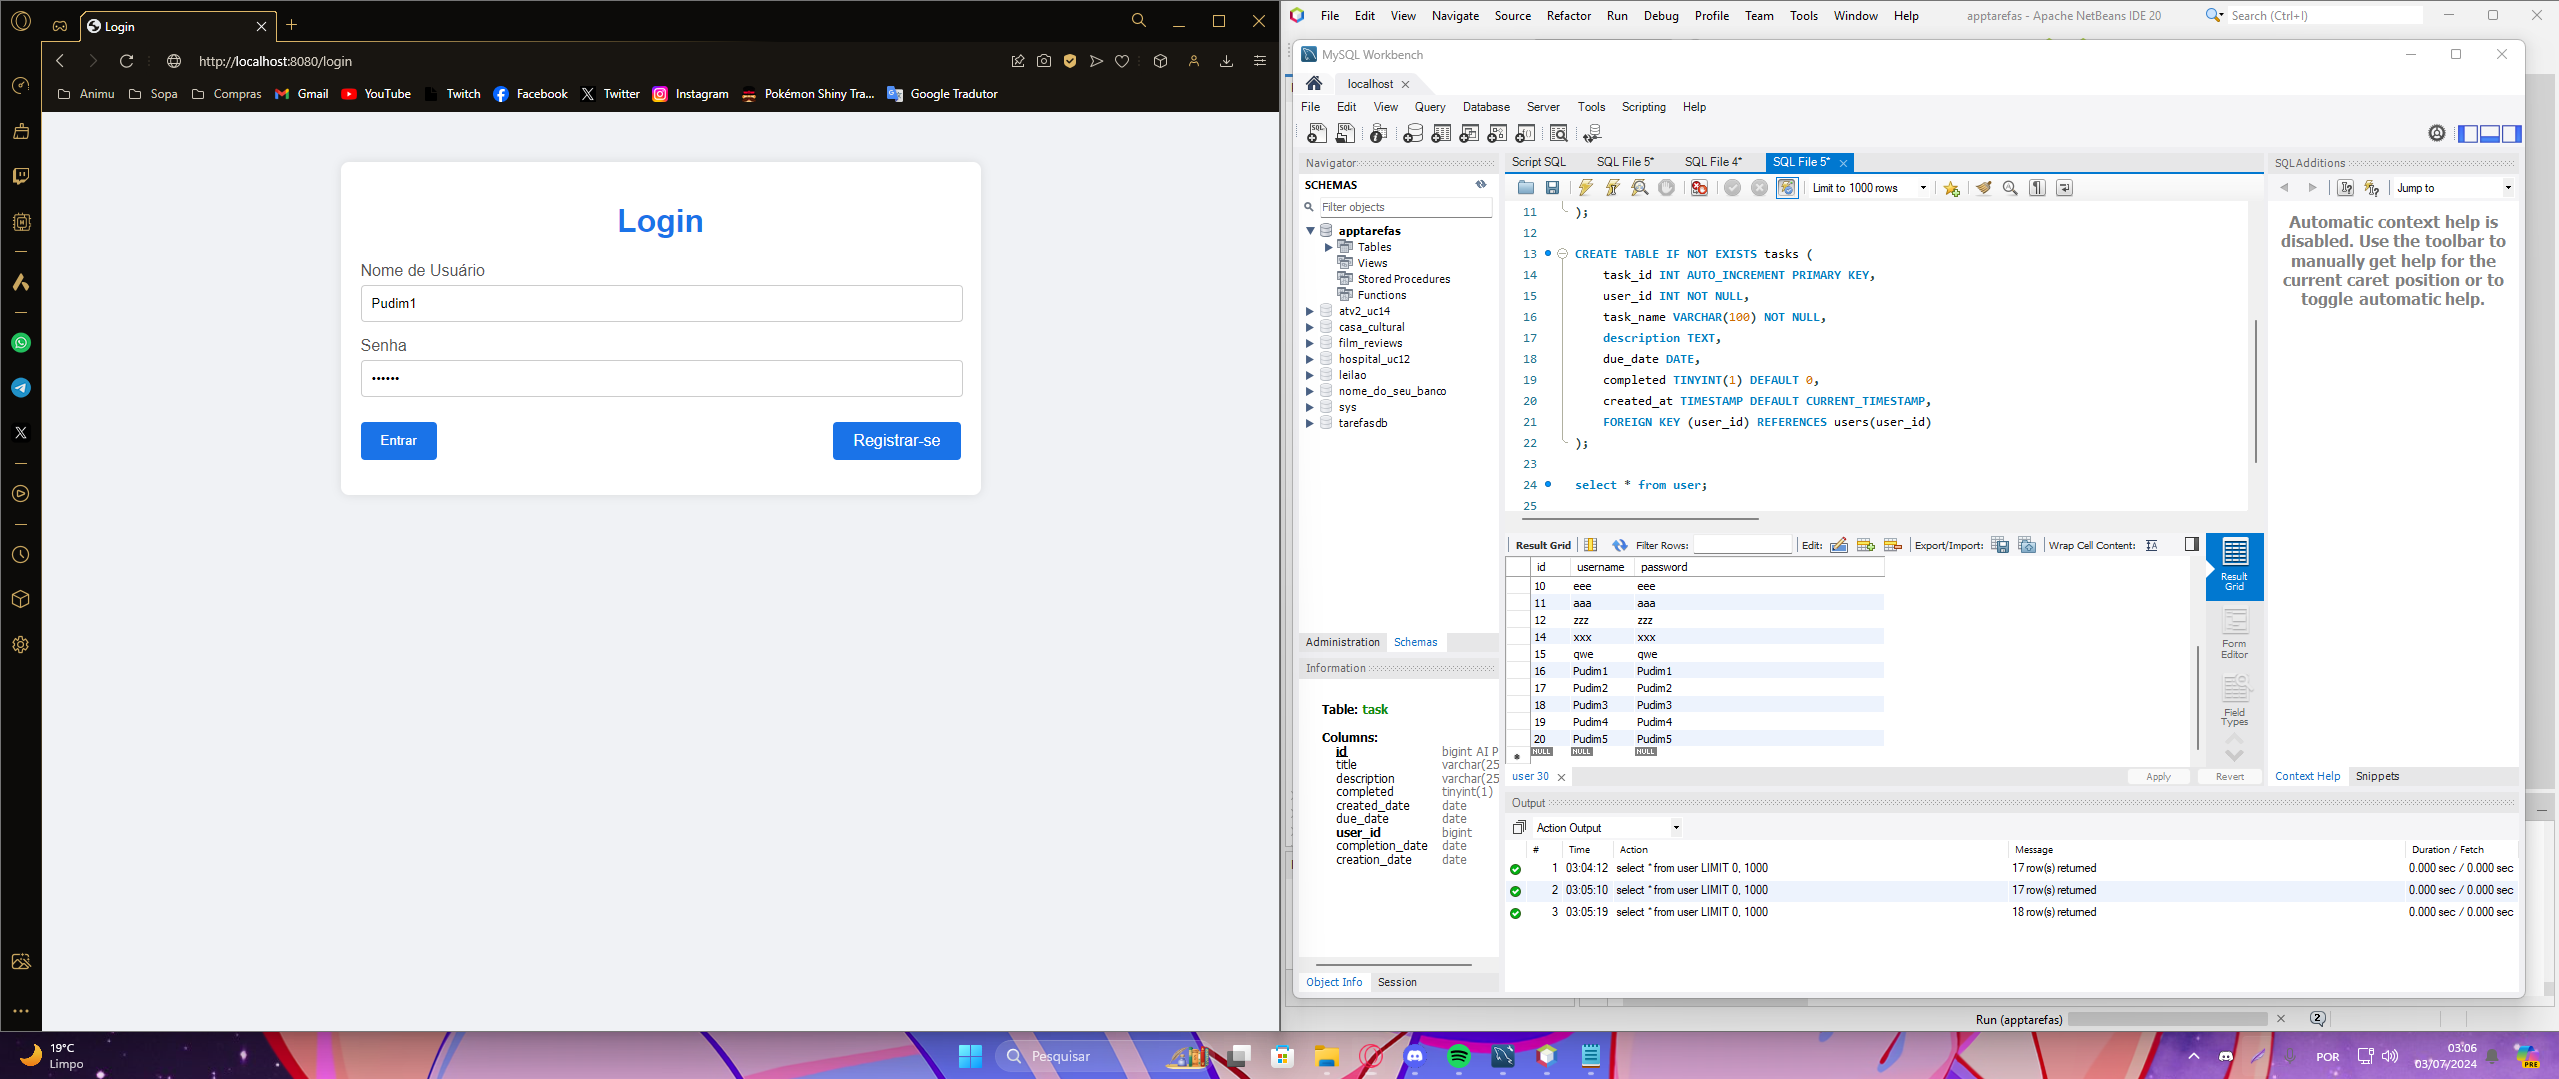 Login
http://localhost:8080/login
Animu Sopa Compras Gmail YouTube Twitch Facebook Twitter Instagram Pokémon Shiny Tra... Google Tradutor
Login
Nome de Usuário
Pudim1
Senha
••••••
Entrar Registrar-se
File Edit View Navigate Source Refactor Run Debug Profile Team Tools Window Help apptarefas - Apache NetBeans IDE 20 Search (Ctrl+I)
MySQL Workbench
localhost
File Edit View Query Database Server Tools Scripting Help
Navigator
SCHEMAS
Filter objects
apptarefas
Tables
Views
Stored Procedures
Functions
atv2_uc14
casa_cultural
film_reviews
hospital_uc12
leilao
nome_do_seu_banco
sys
tarefasdb
Administration Schemas
Information
Table: task
Columns:
id bigint AI P
title varchar(25
description varchar(25
completed tinyint(1)
created_date date
due_date date
user_id bigint
completion_date date
creation_date date
Object Info Session
Script SQL SQL File 5* SQL File 4* SQL File 5*
Limit to 1000 rows
11 );
12
13 CREATE TABLE IF NOT EXISTS tasks (
14 task_id INT AUTO_INCREMENT PRIMARY KEY,
15 user_id INT NOT NULL,
16 task_name VARCHAR(100) NOT NULL,
17 description TEXT,
18 due_date DATE,
19 completed TINYINT(1) DEFAULT 0,
20 created_at TIMESTAMP DEFAULT CURRENT_TIMESTAMP,
21 FOREIGN KEY (user_id) REFERENCES users(user_id)
22 );
23
24 select * from user;
25
Result Grid Filter Rows: Edit: Export/Import: Wrap Cell Content:
id username password
10 eee eee
11 aaa aaa
12 zzz zzz
14 xxx xxx
15 qwe qwe
16 Pudim1 Pudim1
17 Pudim2 Pudim2
18 Pudim3 Pudim3
19 Pudim4 Pudim4
20 Pudim5 Pudim5
NULL NULL NULL
Result Grid
Form Editor
Field Types
user 30 Apply Revert
Output
Action Output
# Time Action Message Duration / Fetch
1 03:04:12 select * from user LIMIT 0, 1000 17 row(s) returned 0.000 sec / 0.000 sec
2 03:05:10 select * from user LIMIT 0, 1000 17 row(s) returned 0.000 sec / 0.000 sec
3 03:05:19 select * from user LIMIT 0, 1000 18 row(s) returned 0.000 sec / 0.000 sec
SQLAdditions
Jump to
Automatic context help is
disabled. Use the toolbar to
manually get help for the
current caret position or to
toggle automatic help.
Context Help Snippets
Run (apptarefas) 2
19°C
Limpo
Pesquisar
POR
03:06
03/07/2024
PRE